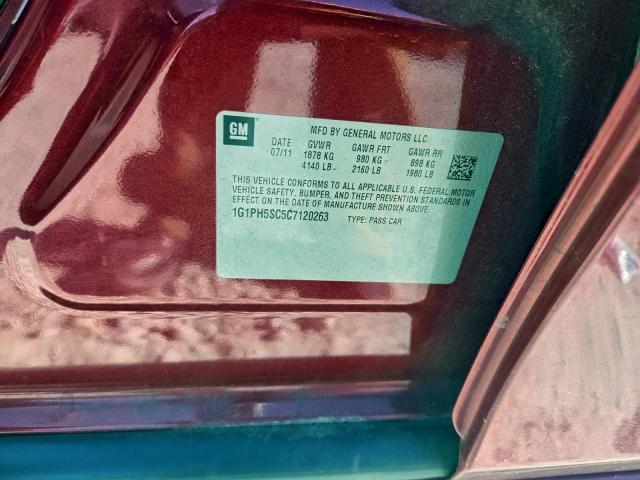 GM
MFD BY GENERAL MOTORS LLC
DATE GVWR GAWR FRT GAWR RR
07/11 1878 KG 980 KG 898 KG
4140 LB 2160 LB 1980 LB
THIS VEHICLE CONFORMS TO ALL APPLICABLE U.S. FEDERAL MOTOR
VEHICLE SAFETY, BUMPER, AND THEFT PREVENTION STANDARDS IN
EFFECT ON THE DATE OF MANUFACTURE SHOWN ABOVE.
1G1PH5SC5C7120263 TYPE: PASS CAR